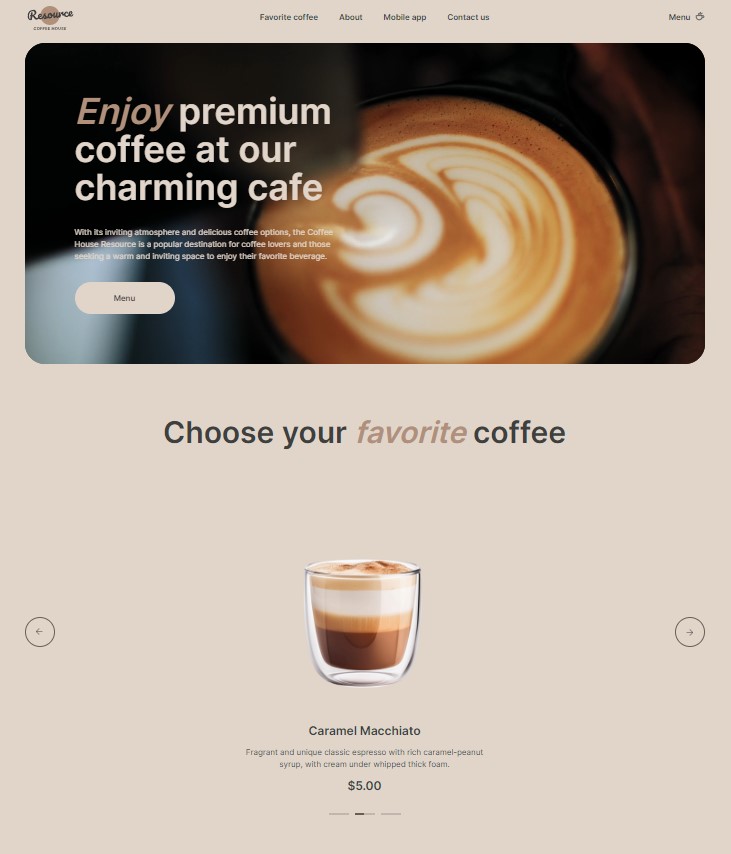 Resource
COFFEE HOUSE
Favorite coffee
About
Mobile app
Contact us
Menu
Enjoy premium
coffee at our
charming cafe
With its inviting atmosphere and delicious coffee options, the Coffee
House Resource is a popular destination for coffee lovers and those
seeking a warm and inviting space to enjoy their favorite beverage.
Menu
Choose your favorite coffee
Caramel Macchiato
Fragrant and unique classic espresso with rich caramel-peanut
syrup, with cream under whipped thick foam.
$5.00